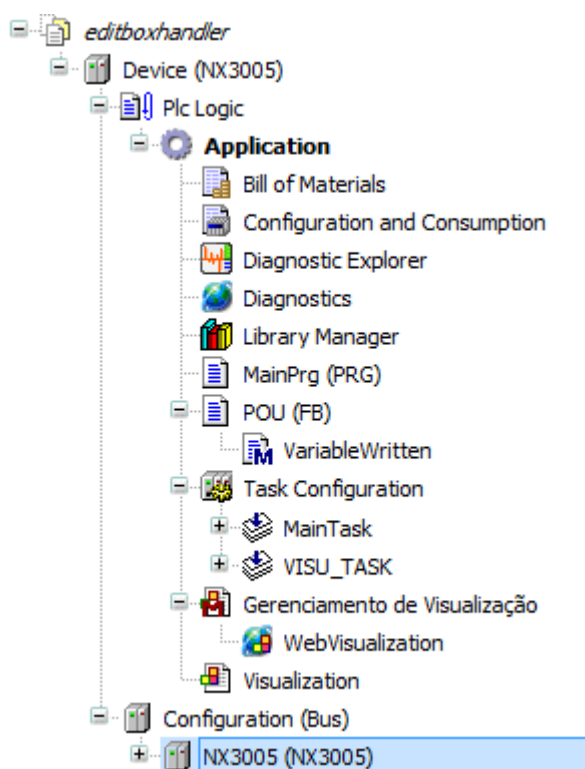 editboxhandler
Device (NX3005)
Plc Logic
Application
Bill of Materials
Configuration and Consumption
Diagnostic Explorer
Diagnostics
Library Manager
MainPrg (PRG)
POU (FB)
VariableWritten
Task Configuration
MainTask
VISU_TASK
Gerenciamento de Visualização
WebVisualization
Visualization
Configuration (Bus)
NX3005 (NX3005)